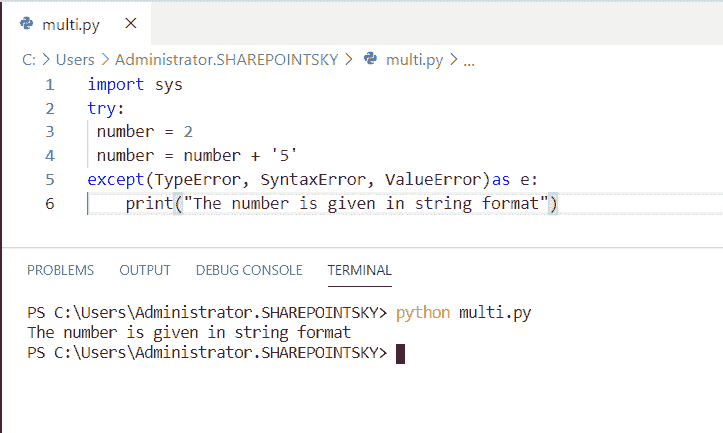 multi.py ×
C: > Users > Administrator.SHAREPOINTSKY > multi.py > ...
1 import sys
2 try:
3  number = 2
4  number = number + '5'
5 except(TypeError, SyntaxError, ValueError)as e:
6     print("The number is given in string format")
PROBLEMS OUTPUT DEBUG CONSOLE TERMINAL
PS C:\Users\Administrator.SHAREPOINTSKY> python multi.py
The number is given in string format
PS C:\Users\Administrator.SHAREPOINTSKY>